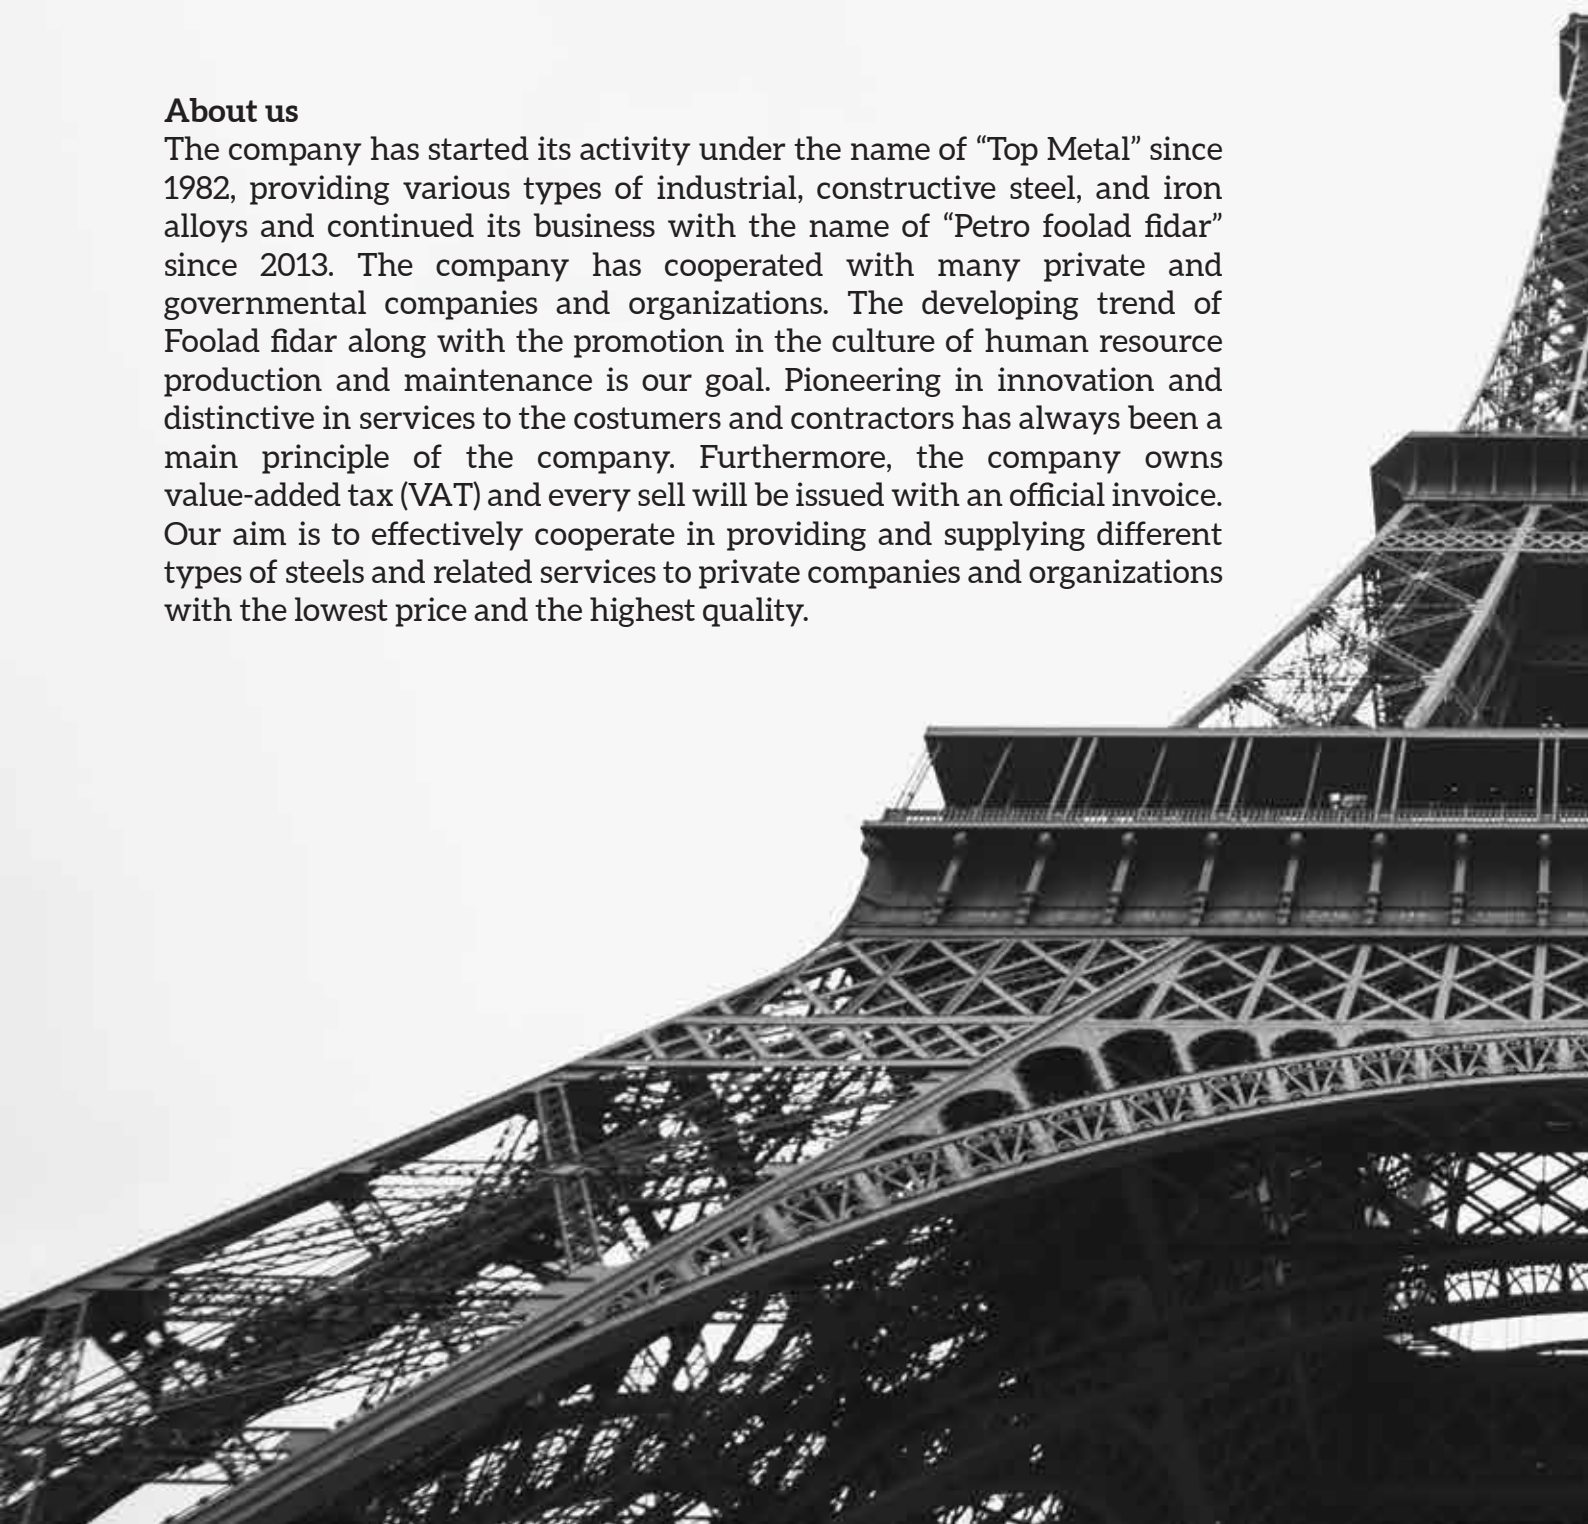 About us
The company has started its activity under the name of “Top Metal” since
1982, providing various types of industrial, constructive steel, and iron
alloys and continued its business with the name of “Petro foolad fidar”
since 2013. The company has cooperated with many private and
governmental companies and organizations. The developing trend of
Foolad fidar along with the promotion in the culture of human resource
production and maintenance is our goal. Pioneering in innovation and
distinctive in services to the costumers and contractors has always been a
main principle of the company. Furthermore, the company owns
value-added tax (VAT) and every sell will be issued with an official invoice.
Our aim is to effectively cooperate in providing and supplying different
types of steels and related services to private companies and organizations
with the lowest price and the highest quality.